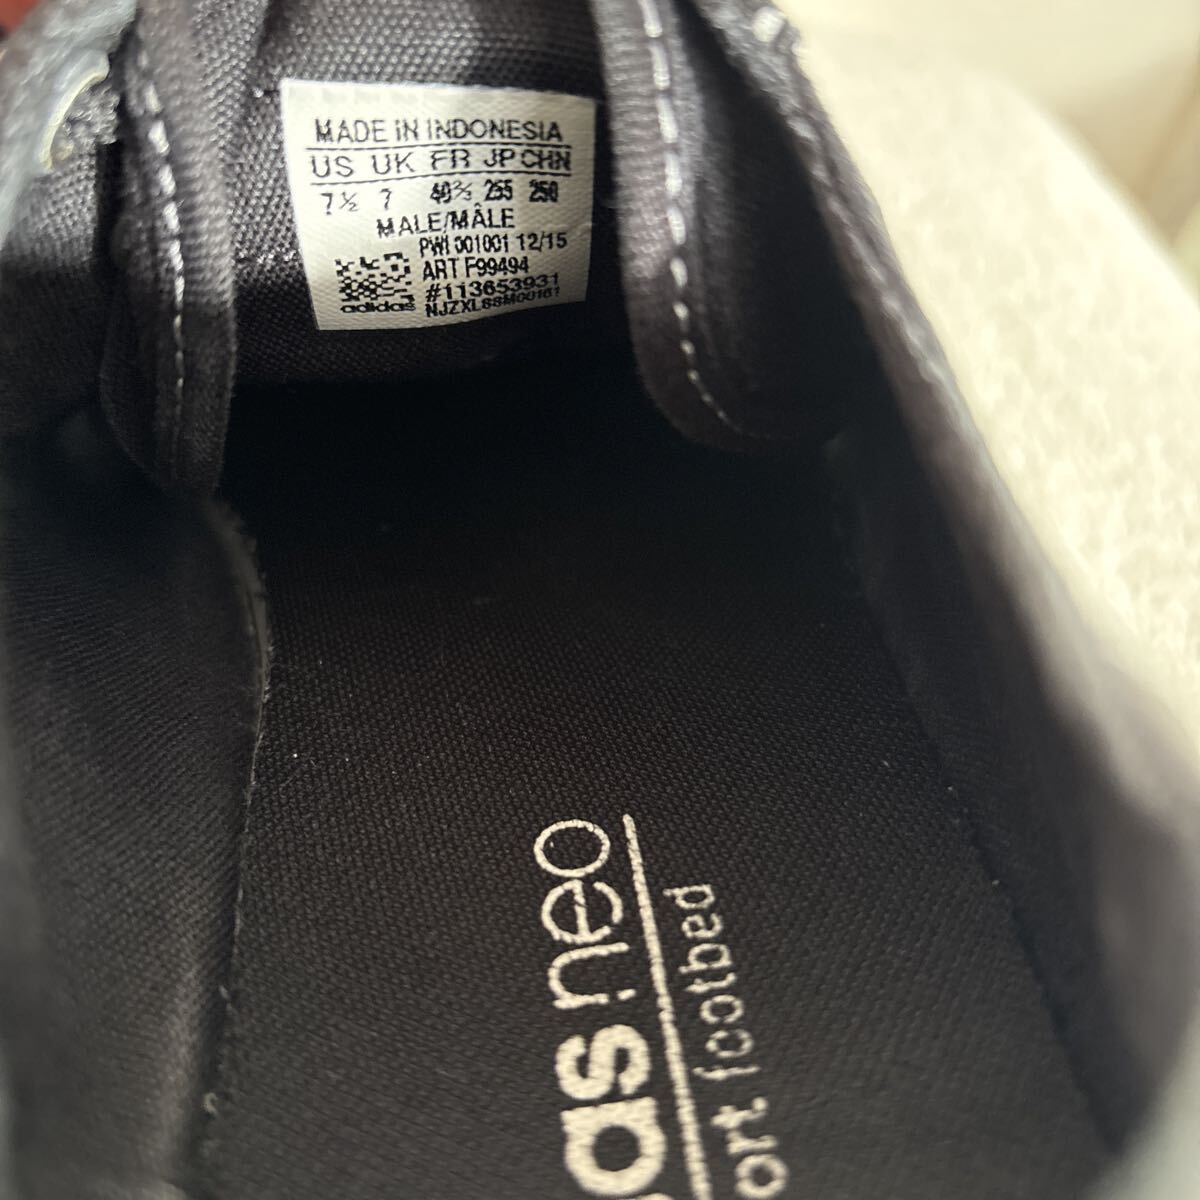 MADE IN INDONESIA
US UK FR JP CHN
7½ 7 40⅔ 255 250
MALE/MÂLE
PWI 001001 12/15
ART F99494
#113653931
adidas
das neo
ort footbed